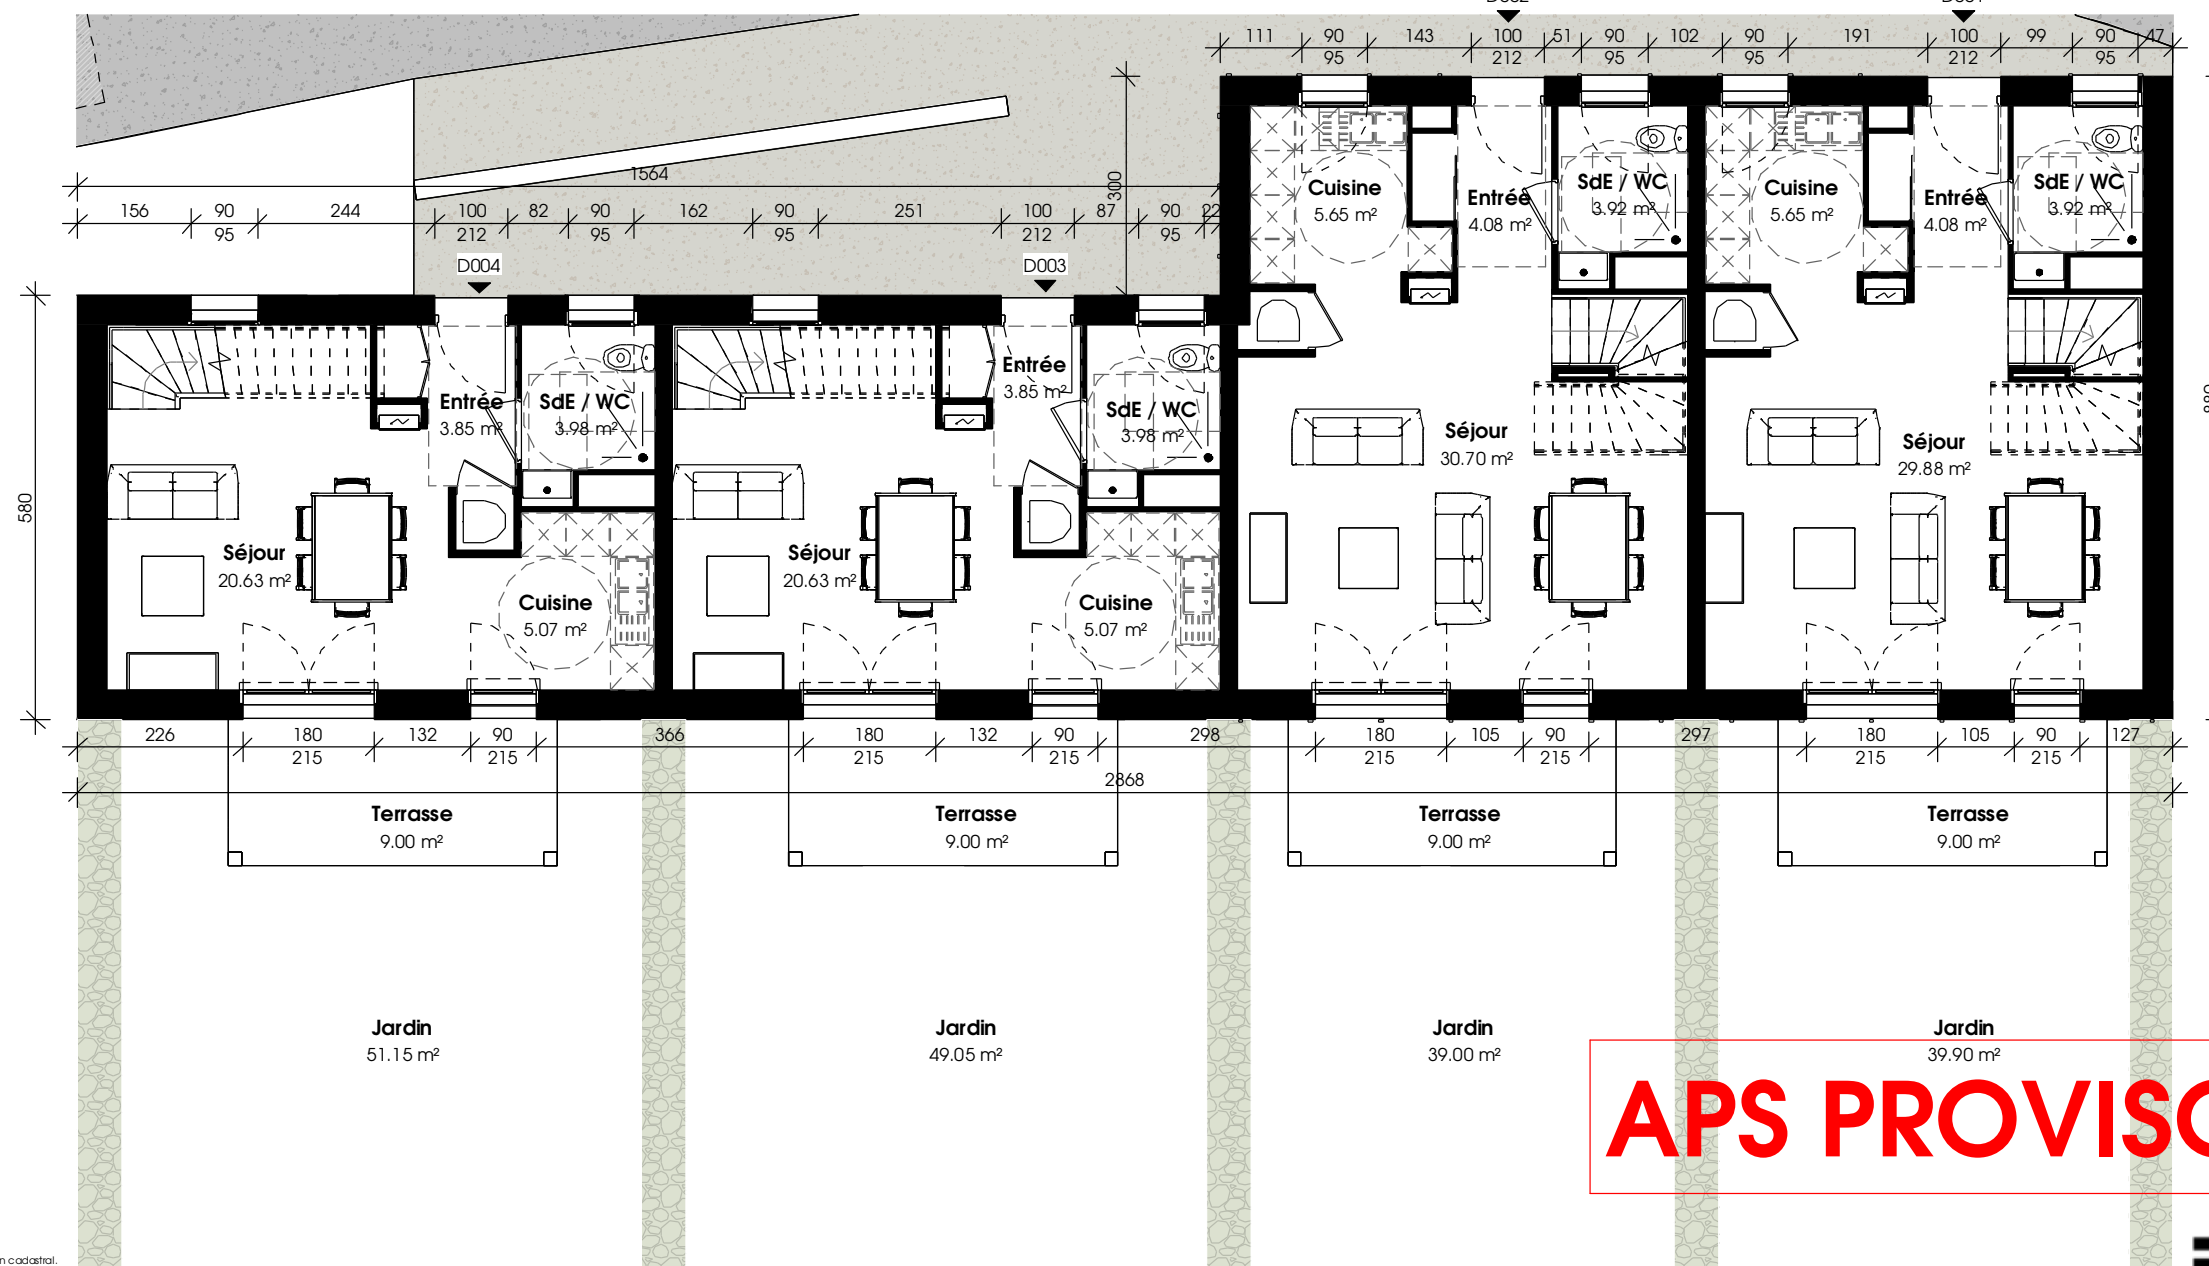 111 90 143 100 51 90 102 90 191 100 99 90 47
95 212 95 95 212 95
1564
300
156 90 244 100 82 90 162 90 251 100 87 90 22
95 212 95 95 212 95
D004
D003
Cuisine
5.65 m²
Entrée
4.08 m²
SdE / WC
3.92 m²
Cuisine
5.65 m²
Entrée
4.08 m²
SdE / WC
3.92 m²
Entrée
3.85 m²
SdE / WC
3.98 m²
Entrée
3.85 m²
SdE / WC
3.98 m²
Séjour
30.70 m²
Séjour
29.88 m²
580
Séjour
20.63 m²
Cuisine
5.07 m²
Séjour
20.63 m²
Cuisine
5.07 m²
226 180 132 90 366 180 132 90 298 180 105 90 297 180 105 90 127
215 215 215 215 215 215 215 215
2868
Terrasse
9.00 m²
Terrasse
9.00 m²
Terrasse
9.00 m²
Terrasse
9.00 m²
Jardin
51.15 m²
Jardin
49.05 m²
Jardin
39.00 m²
Jardin
39.90 m²
APS PROVISO
n cadastral.